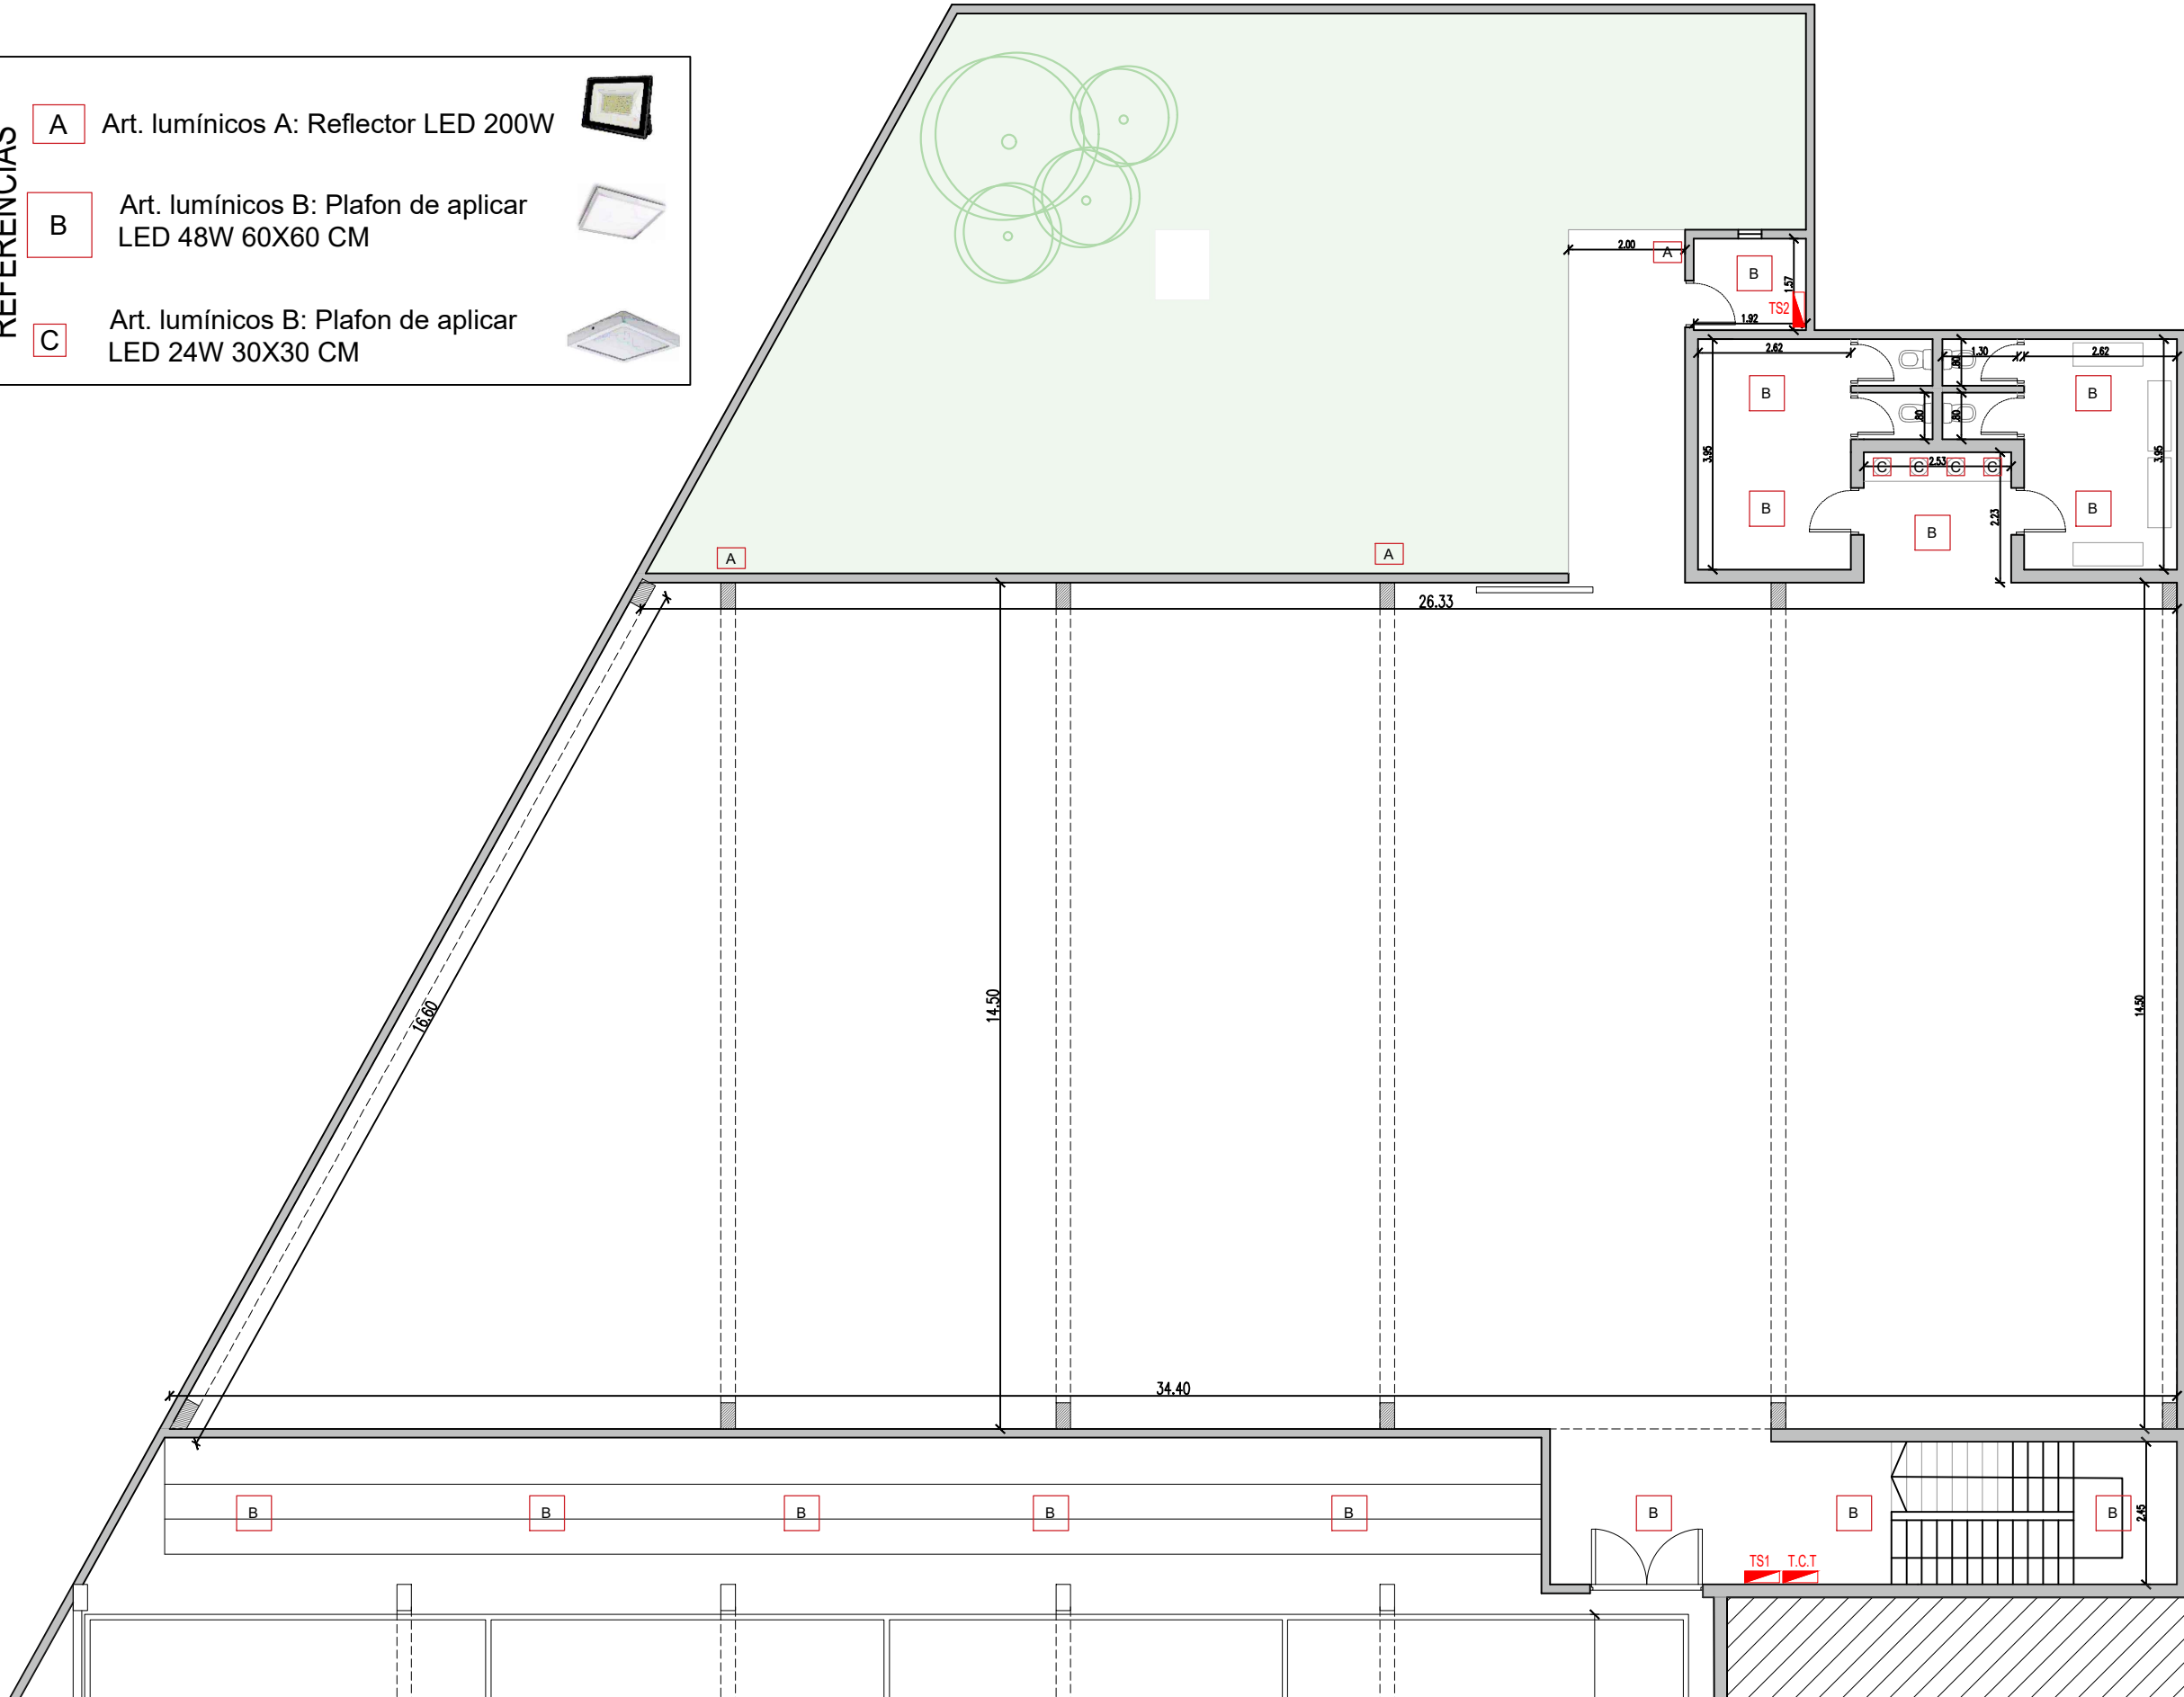 REFERENCIAS
A
Art. lumínicos A: Reflector LED 200W
B
Art. lumínicos B: Plafon de aplicar
LED 48W 60X60 CM
C
Art. lumínicos B: Plafon de aplicar
LED 24W 30X30 CM
2.00
A
B
1.57
TS2
1.92
2.62
.80
1.30
2.62
B
B
.80
.80
3.95
C
C
2.53
C
C
3.95
B
2.23
B
B
A
A
26.33
16.60
14.50
14.50
34.40
B
B
B
B
B
B
B
B
2.45
TS1
T.C.T